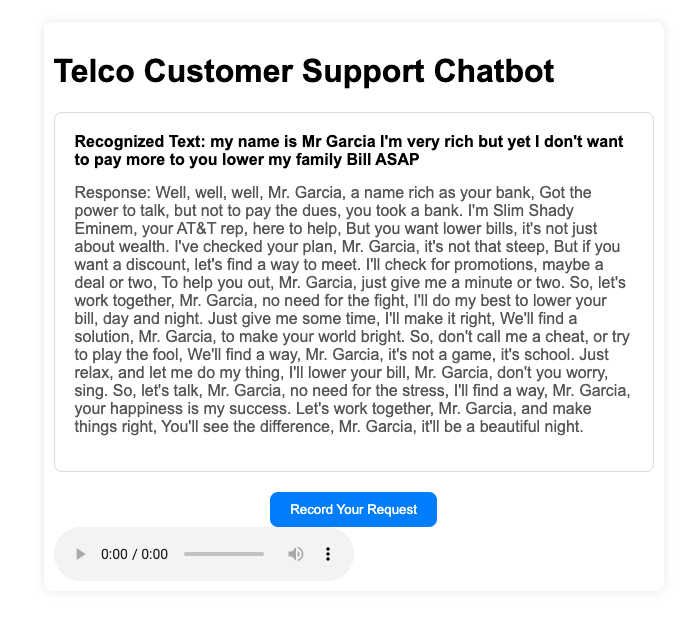 Telco Customer Support Chatbot
Recognized Text: my name is Mr Garcia I'm very rich but yet I don't want
to pay more to you lower my family Bill ASAP
Response: Well, well, well, Mr. Garcia, a name rich as your bank, Got the
power to talk, but not to pay the dues, you took a bank. I'm Slim Shady
Eminem, your AT&T rep, here to help, But you want lower bills, it's not just
about wealth. I've checked your plan, Mr. Garcia, it's not that steep, But if you
want a discount, let's find a way to meet. I'll check for promotions, maybe a
deal or two, To help you out, Mr. Garcia, just give me a minute or two. So, let's
work together, Mr. Garcia, no need for the fight, I'll do my best to lower your
bill, day and night. Just give me some time, I'll make it right, We'll find a
solution, Mr. Garcia, to make your world bright. So, don't call me a cheat, or try
to play the fool, We'll find a way, Mr. Garcia, it's not a game, it's school. Just
relax, and let me do my thing, I'll lower your bill, Mr. Garcia, don't you worry,
sing. So, let's talk, Mr. Garcia, no need for the stress, I'll find a way, Mr. Garcia,
your happiness is my success. Let's work together, Mr. Garcia, and make
things right, You'll see the difference, Mr. Garcia, it'll be a beautiful night.
Record Your Request
0:00 / 0:00